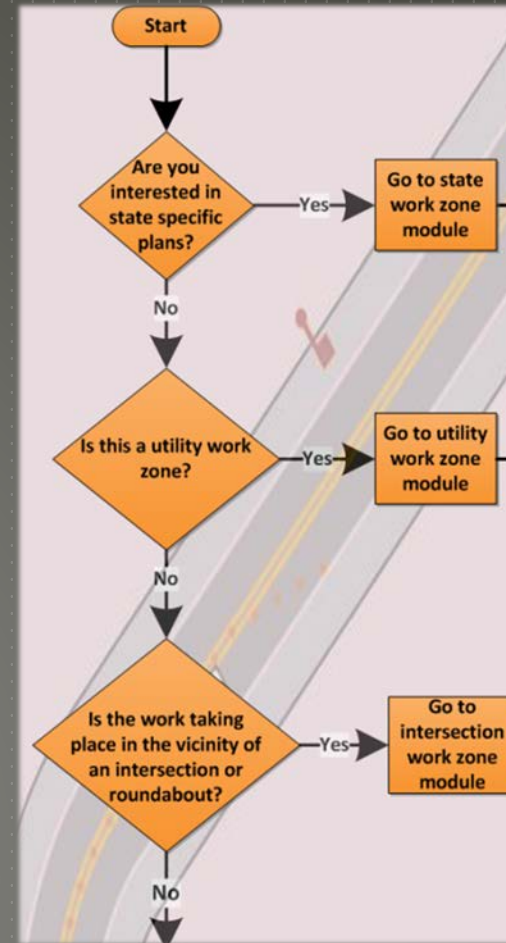 Start
Are you
interested in
state specific
plans?
Yes
Go to state
work zone
module
No
Is this a utility work
zone?
Yes
Go to utility
work zone
module
No
Is the work taking
place in the vicinity of
an intersection or
roundabout?
Yes
Go to
intersection
work zone
module
No